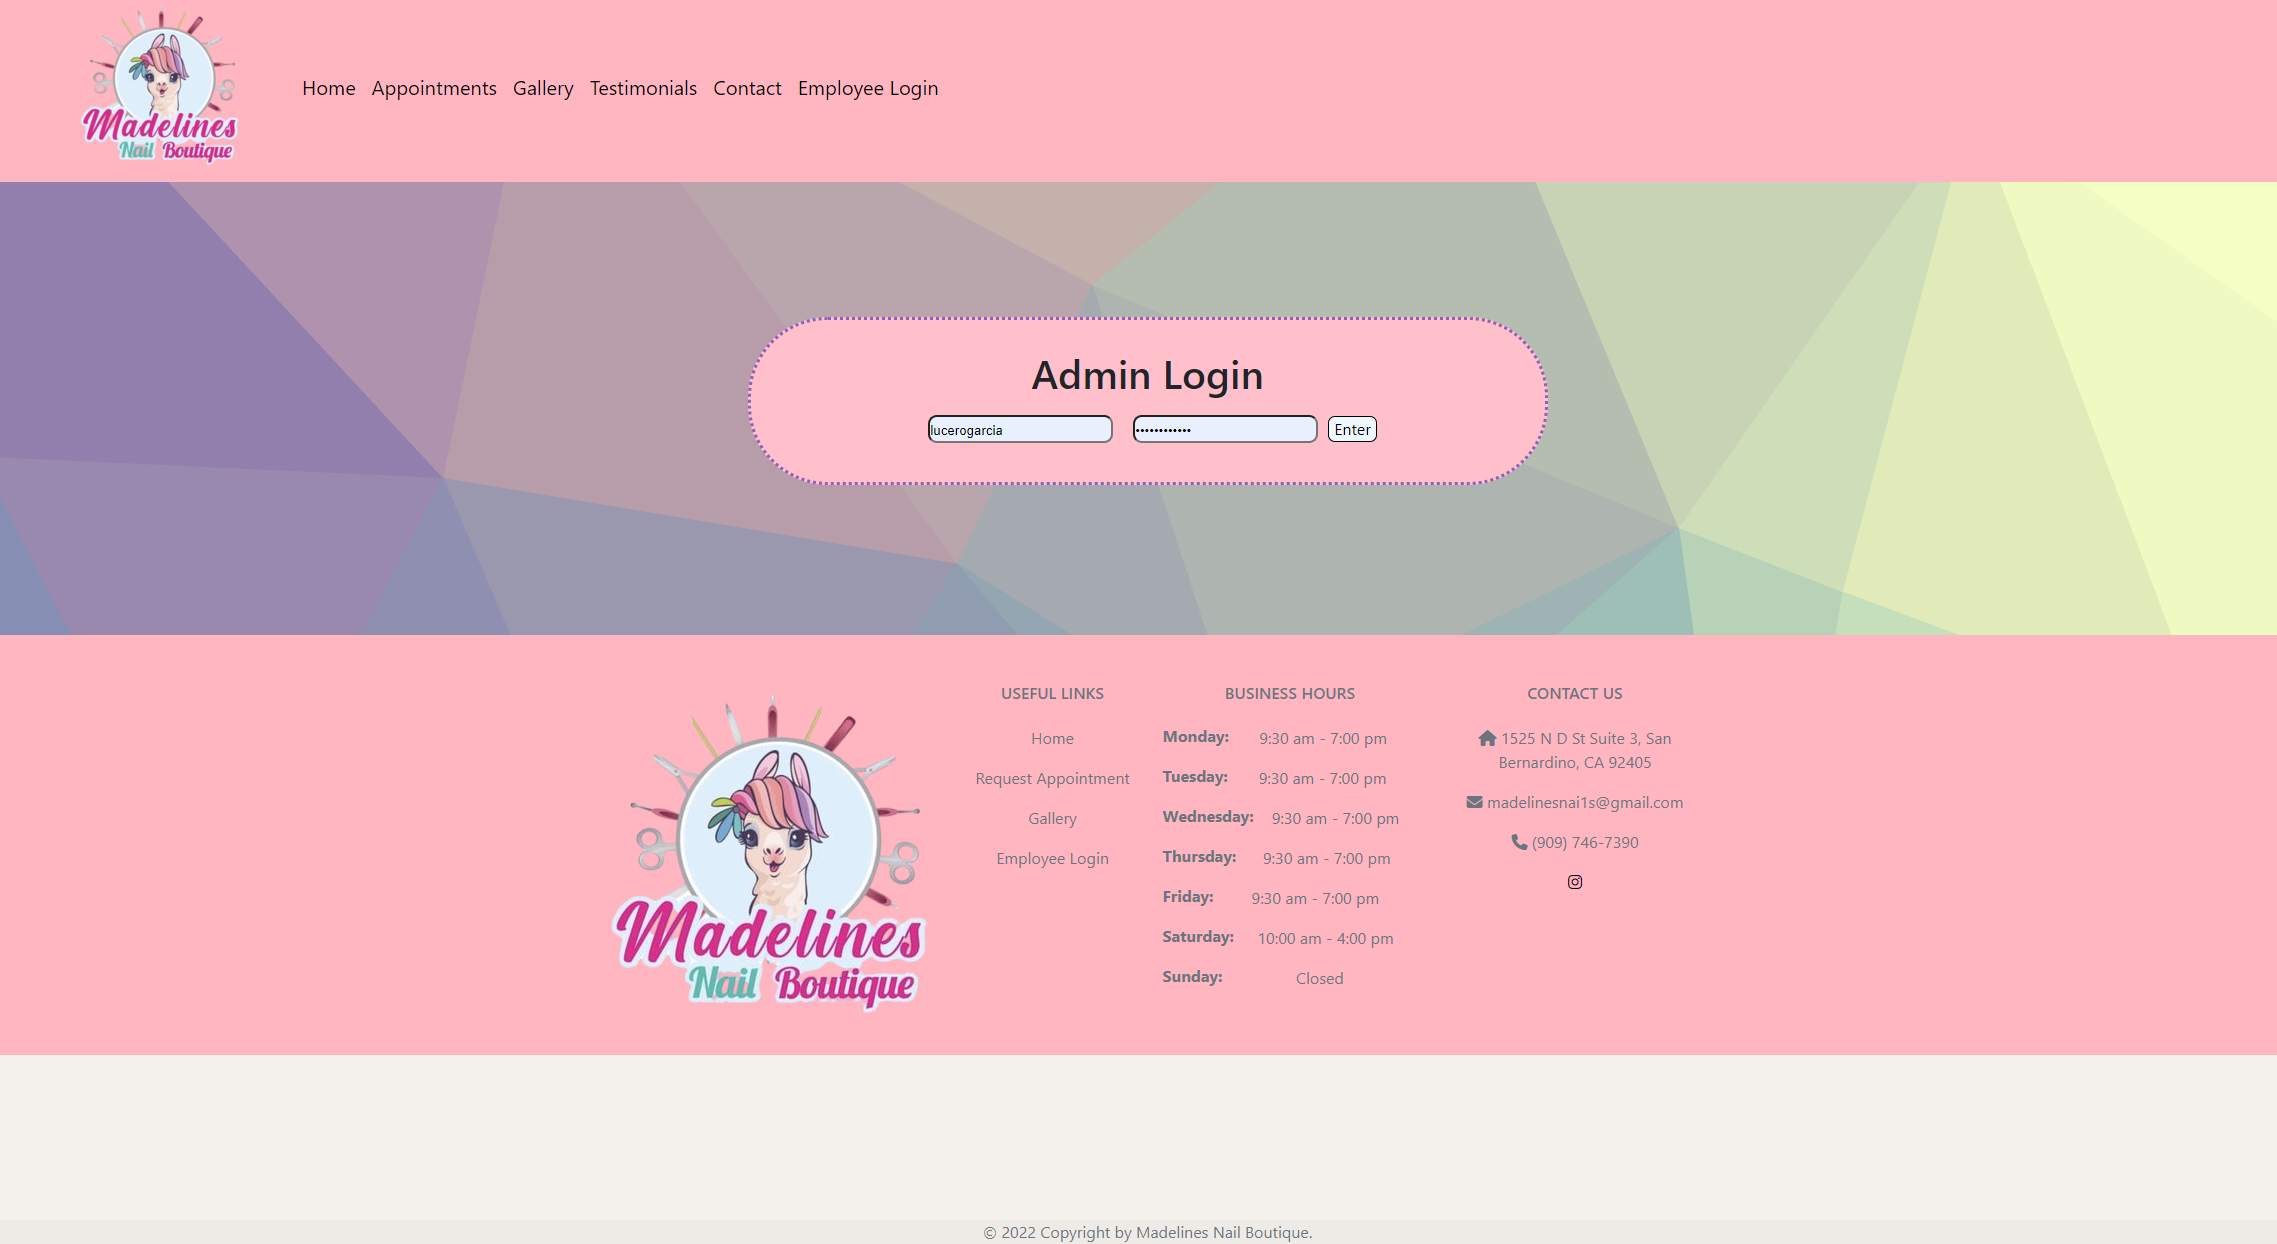 Madelines
Nail Boutique
Home Appointments Gallery Testimonials Contact Employee Login
Admin Login
lucerogarcia •••••••••••• Enter
Madelines
Nail Boutique
USEFUL LINKS
Home
Request Appointment
Gallery
Employee Login
BUSINESS HOURS
Monday: 9:30 am - 7:00 pm
Tuesday: 9:30 am - 7:00 pm
Wednesday: 9:30 am - 7:00 pm
Thursday: 9:30 am - 7:00 pm
Friday: 9:30 am - 7:00 pm
Saturday: 10:00 am - 4:00 pm
Sunday: Closed
CONTACT US
1525 N D St Suite 3, San
Bernardino, CA 92405
madelinesnai1s@gmail.com
(909) 746-7390
© 2022 Copyright by Madelines Nail Boutique.